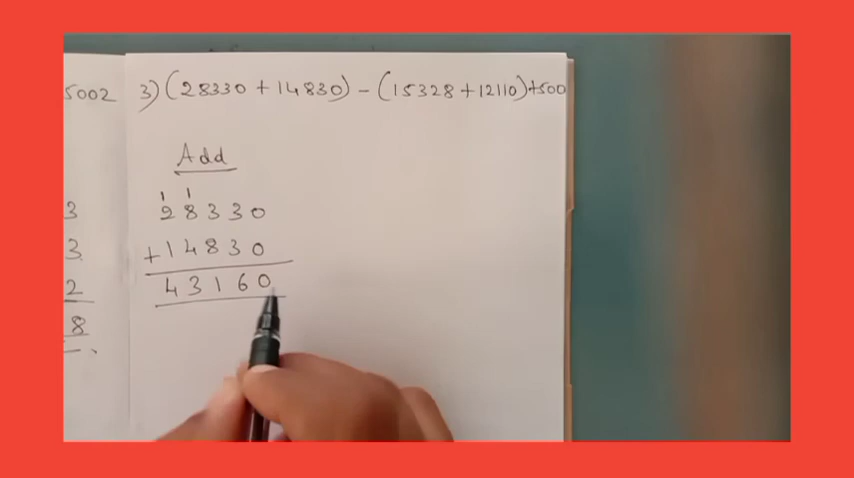 5002 3) (28330 + 14830) - (15328 + 12110) + 500
Add
1 1
3 28330
3 +14830
2 43160
8